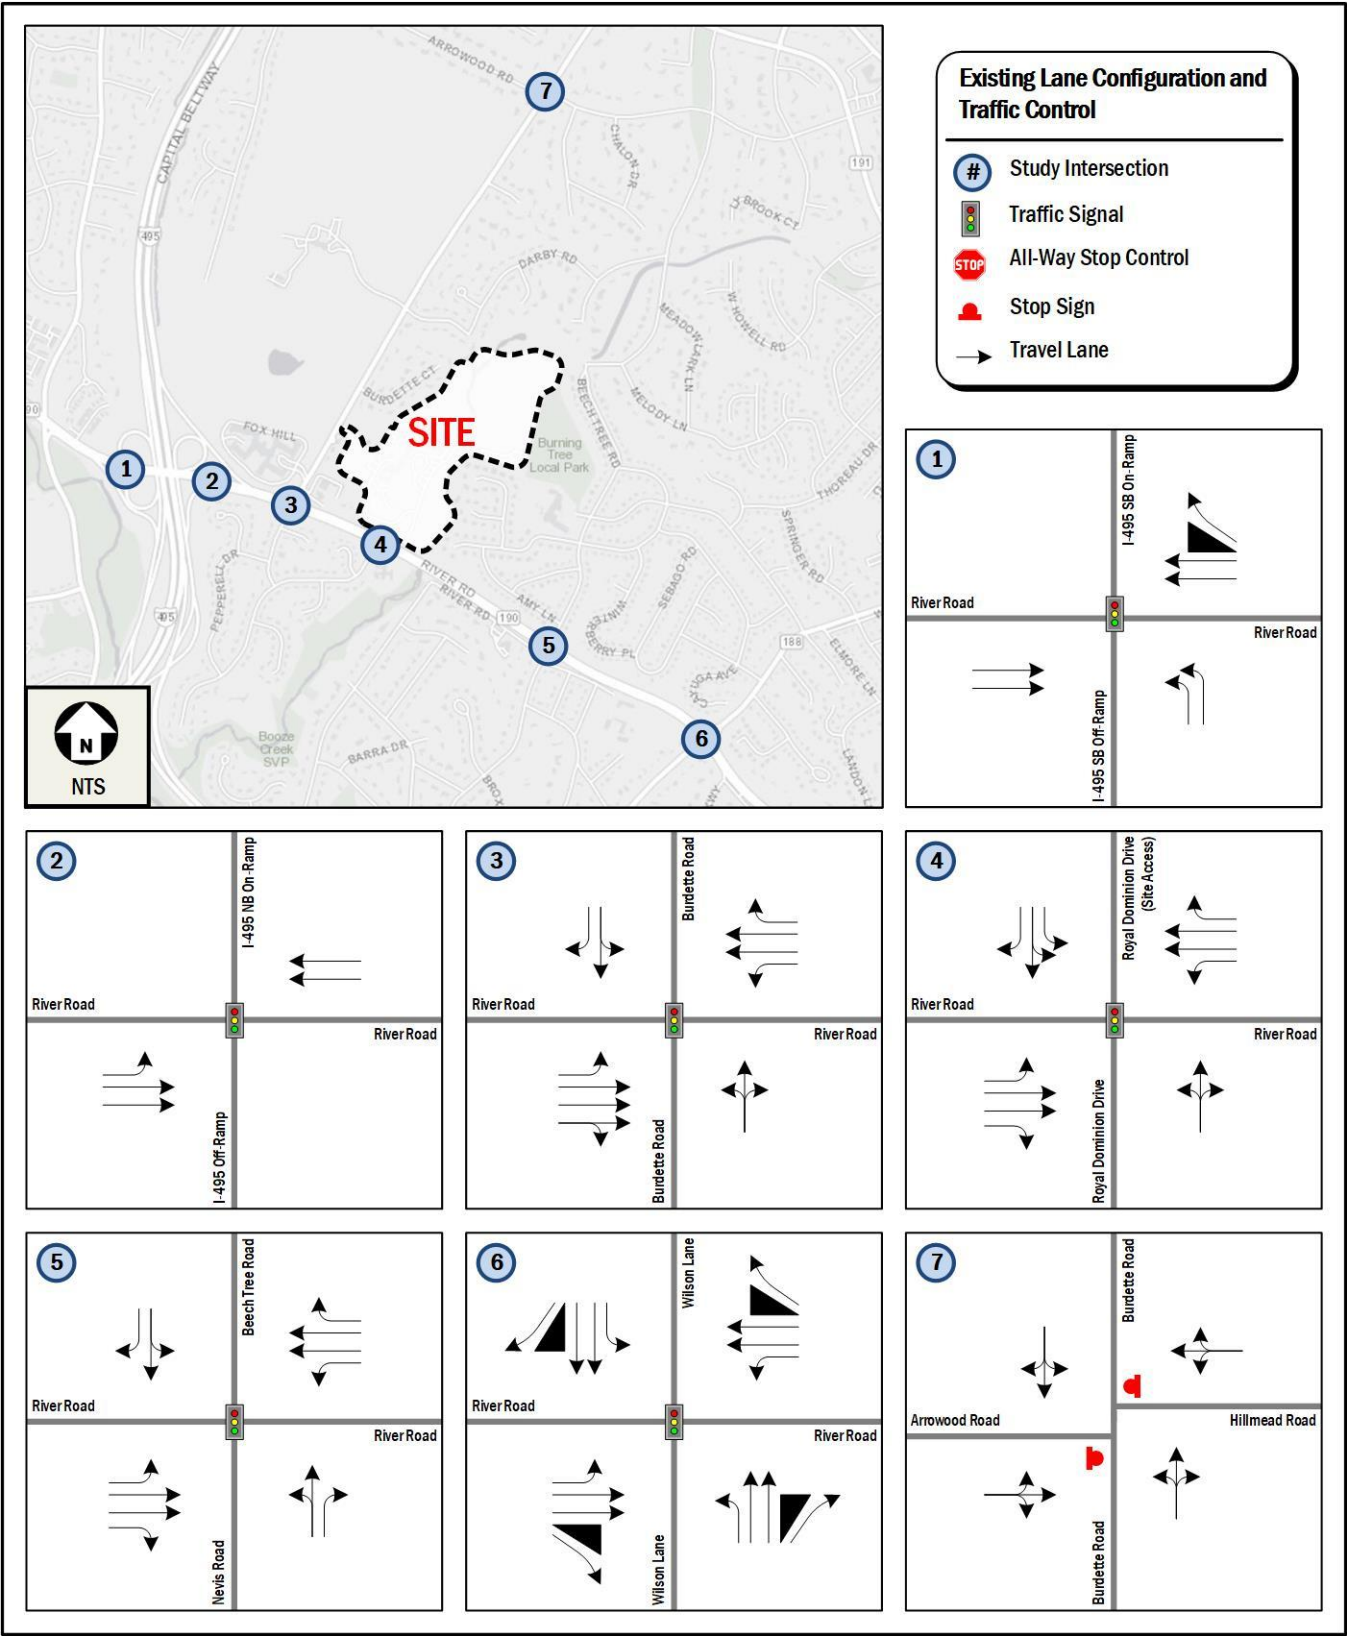 ARROWOOD RD
7
CAPITAL BELTWAY
CHALON DR
191
495
BROOK CT
DARBY RD
W HOWELL RD
MEADOWLARK LN
BURDETTE CT
BEECH TREE RD
MELODY LN
SITE
FOX HILL
Burning
Tree
Local Park
THOREAU DR
1
2
3
4
SPRINGER RD
PEPPERELL DR
RIVER RD
RIVER RD
SEBAGO RD
AMY LN
495
190
WINTERBERRY PL
5
188
ELMORE LN
CAYUGA AVE
6
N
NTS
Booze
Creek
SVP
BARRA DR
LANDON L
Existing Lane Configuration and
Traffic Control
# Study Intersection
Traffic Signal
STOP All-Way Stop Control
Stop Sign
Travel Lane
1
I-495 SB On-Ramp
River Road
River Road
I-495 SB Off-Ramp
2
I-495 NB On-Ramp
River Road
River Road
I-495 Off-Ramp
3
Burdette Road
River Road
River Road
Burdette Road
4
Royal Dominion Drive
(Site Access)
River Road
River Road
Royal Dominion Drive
5
Beech Tree Road
River Road
River Road
Nevis Road
6
Wilson Lane
River Road
River Road
Wilson Lane
7
Burdette Road
Arrowood Road
Hillmead Road
Burdette Road